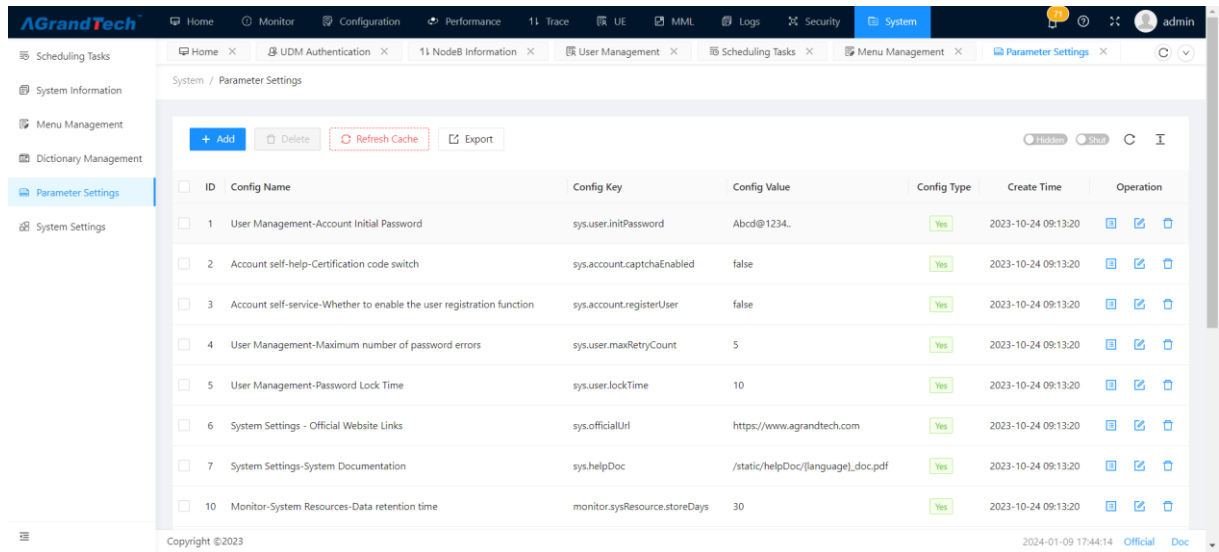 AGrandTech
Home Monitor Configuration Performance Trace UE MML Logs Security System 71 admin
Home UDM Authentication NodeB Information User Management Scheduling Tasks Menu Management Parameter Settings
Scheduling Tasks
System Information
Menu Management
Dictionary Management
Parameter Settings
System Settings
System / Parameter Settings
+ Add Delete Refresh Cache Export Hidden Shut
ID Config Name Config Key Config Value Config Type Create Time Operation
1 User Management-Account Initial Password sys.user.initPassword Abcd@1234.. Yes 2023-10-24 09:13:20
2 Account self-help-Certification code switch sys.account.captchaEnabled false Yes 2023-10-24 09:13:20
3 Account self-service-Whether to enable the user registration function sys.account.registerUser false Yes 2023-10-24 09:13:20
4 User Management-Maximum number of password errors sys.user.maxRetryCount 5 Yes 2023-10-24 09:13:20
5 User Management-Password Lock Time sys.user.lockTime 10 Yes 2023-10-24 09:13:20
6 System Settings - Official Website Links sys.officialUrl https://www.agrandtech.com Yes 2023-10-24 09:13:20
7 System Settings-System Documentation sys.helpDoc /static/helpDoc/{language}_doc.pdf Yes 2023-10-24 09:13:20
10 Monitor-System Resources-Data retention time monitor.sysResource.storeDays 30 Yes 2023-10-24 09:13:20
Copyright ©2023 2024-01-09 17:44:14 Official Doc